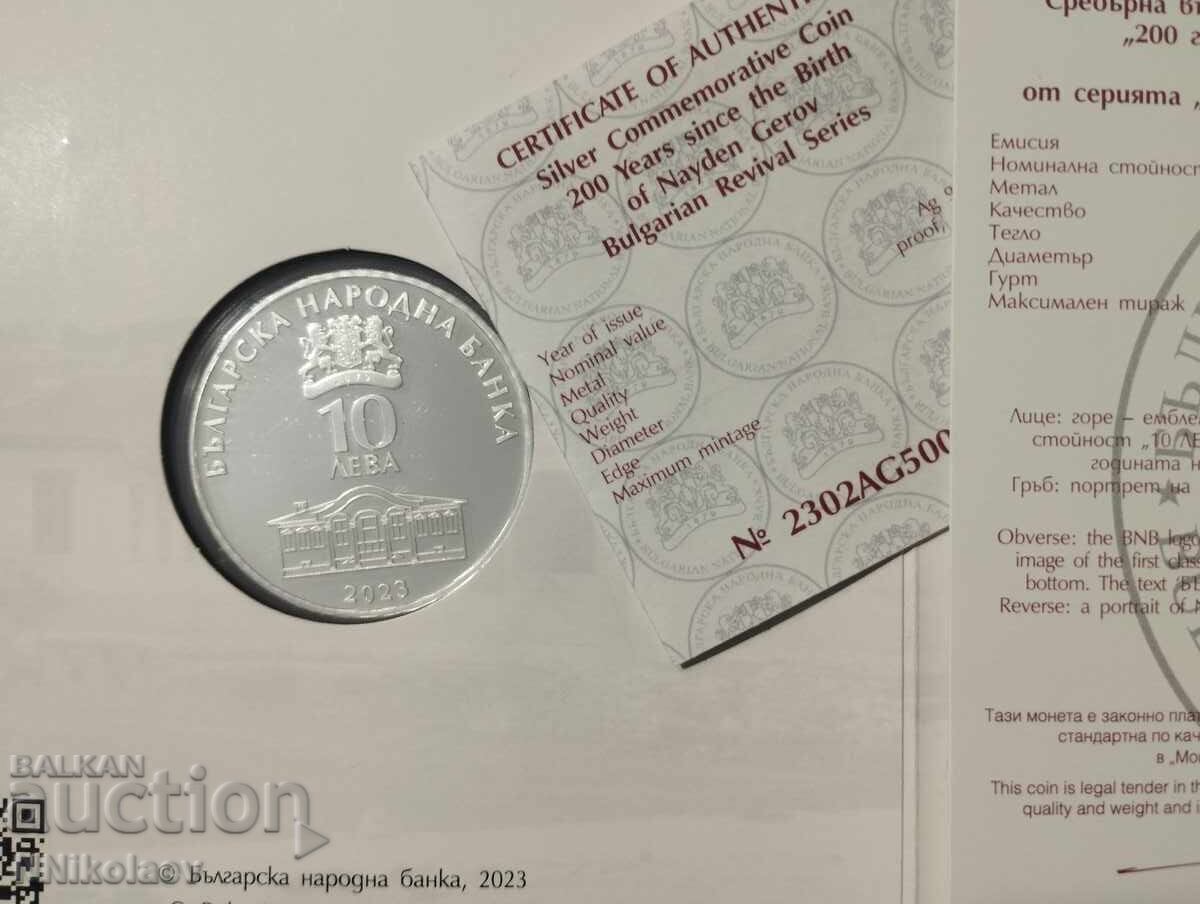 БЪЛГАРСКА НАРОДНА БАНКА
10
ЛЕВА
2023
CERTIFICATE OF AUTHENTI
Silver Commemorative Coin
200 Years since the Birth
of Nayden Gerov
Bulgarian Revival Series
Ag
proof,
Year of issue
Nominal value
Metal
Quality
Weight
Diameter
Edge
Maximum mintage
№ 2302AG500
Сребърна въ
„200 г
от серията „
Емисия
Номинална стойност
Метал
Качество
Тегло
Диаметър
Гурт
Максимален тираж
Лице: горе –ембле
стойност „10 ЛЕ
годината н
Гръб: портрет на
Obverse: the BNB logo
image of the first clas
bottom. The text
Reverse: a portrait of N
Тази монета е законно плат
стандартна по кач
в „Мо
This coin is legal tender in th
quality and weight and i
BALKAN
auction
Nikolaev
© Българска народна банка, 2023